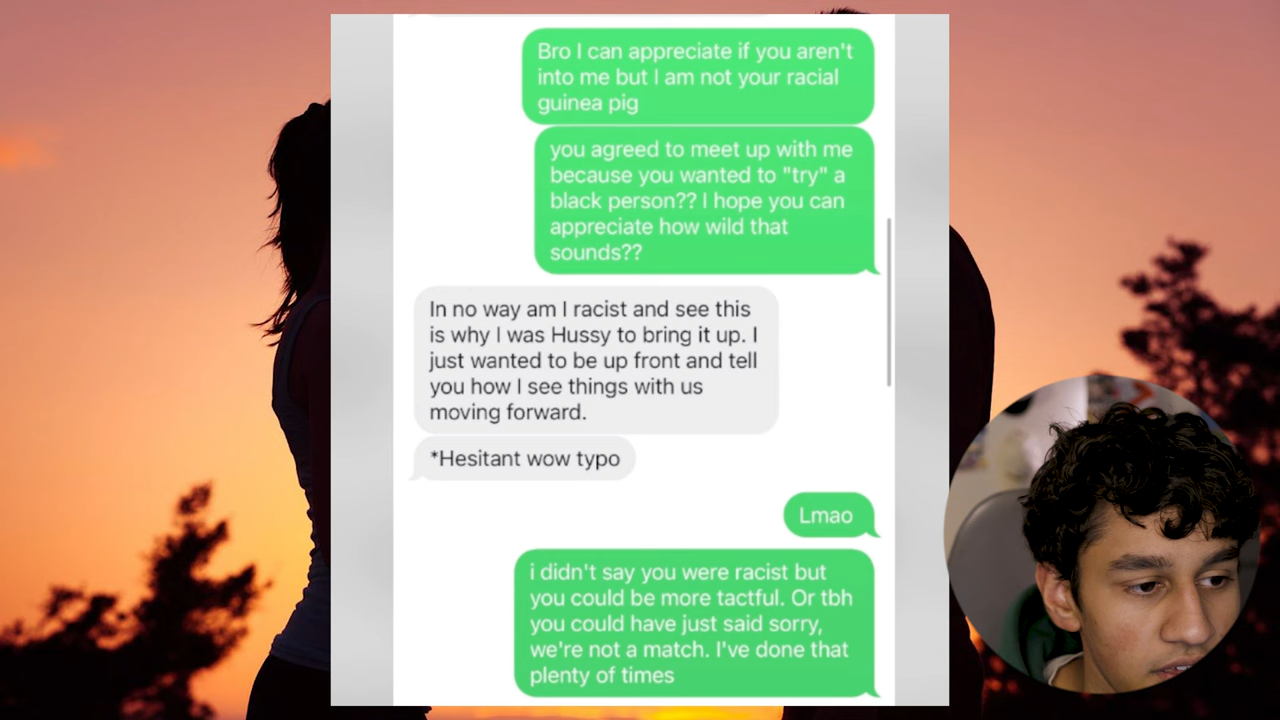 Bro I can appreciate if you aren't
into me but I am not your racial
guinea pig
you agreed to meet up with me
because you wanted to "try" a
black person?? I hope you can
appreciate how wild that
sounds??
In no way am I racist and see this
is why I was Hussy to bring it up. I
just wanted to be up front and tell
you how I see things with us
moving forward.
*Hesitant wow typo
Lmao
i didn't say you were racist but
you could be more tactful. Or tbh
you could have just said sorry,
we're not a match. I've done that
plenty of times